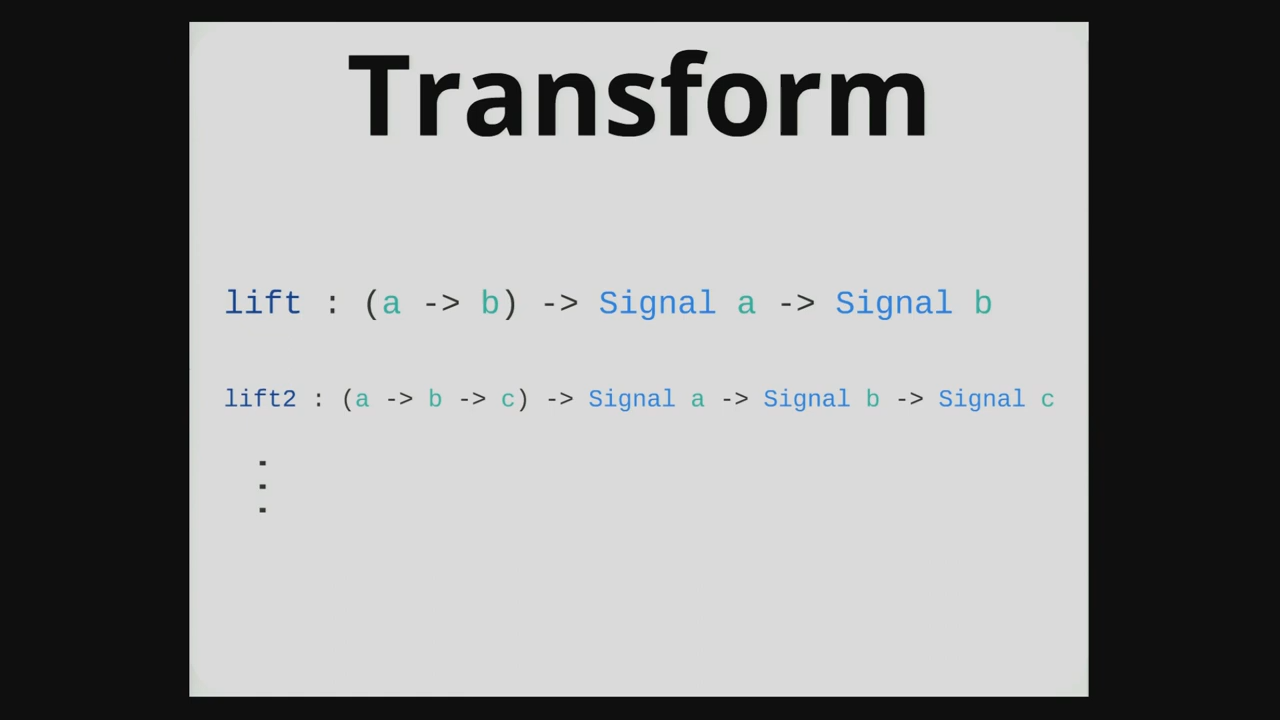 Transform
lift : (a -> b) -> Signal a -> Signal b
lift2 : (a -> b -> c) -> Signal a -> Signal b -> Signal c
.
.
.